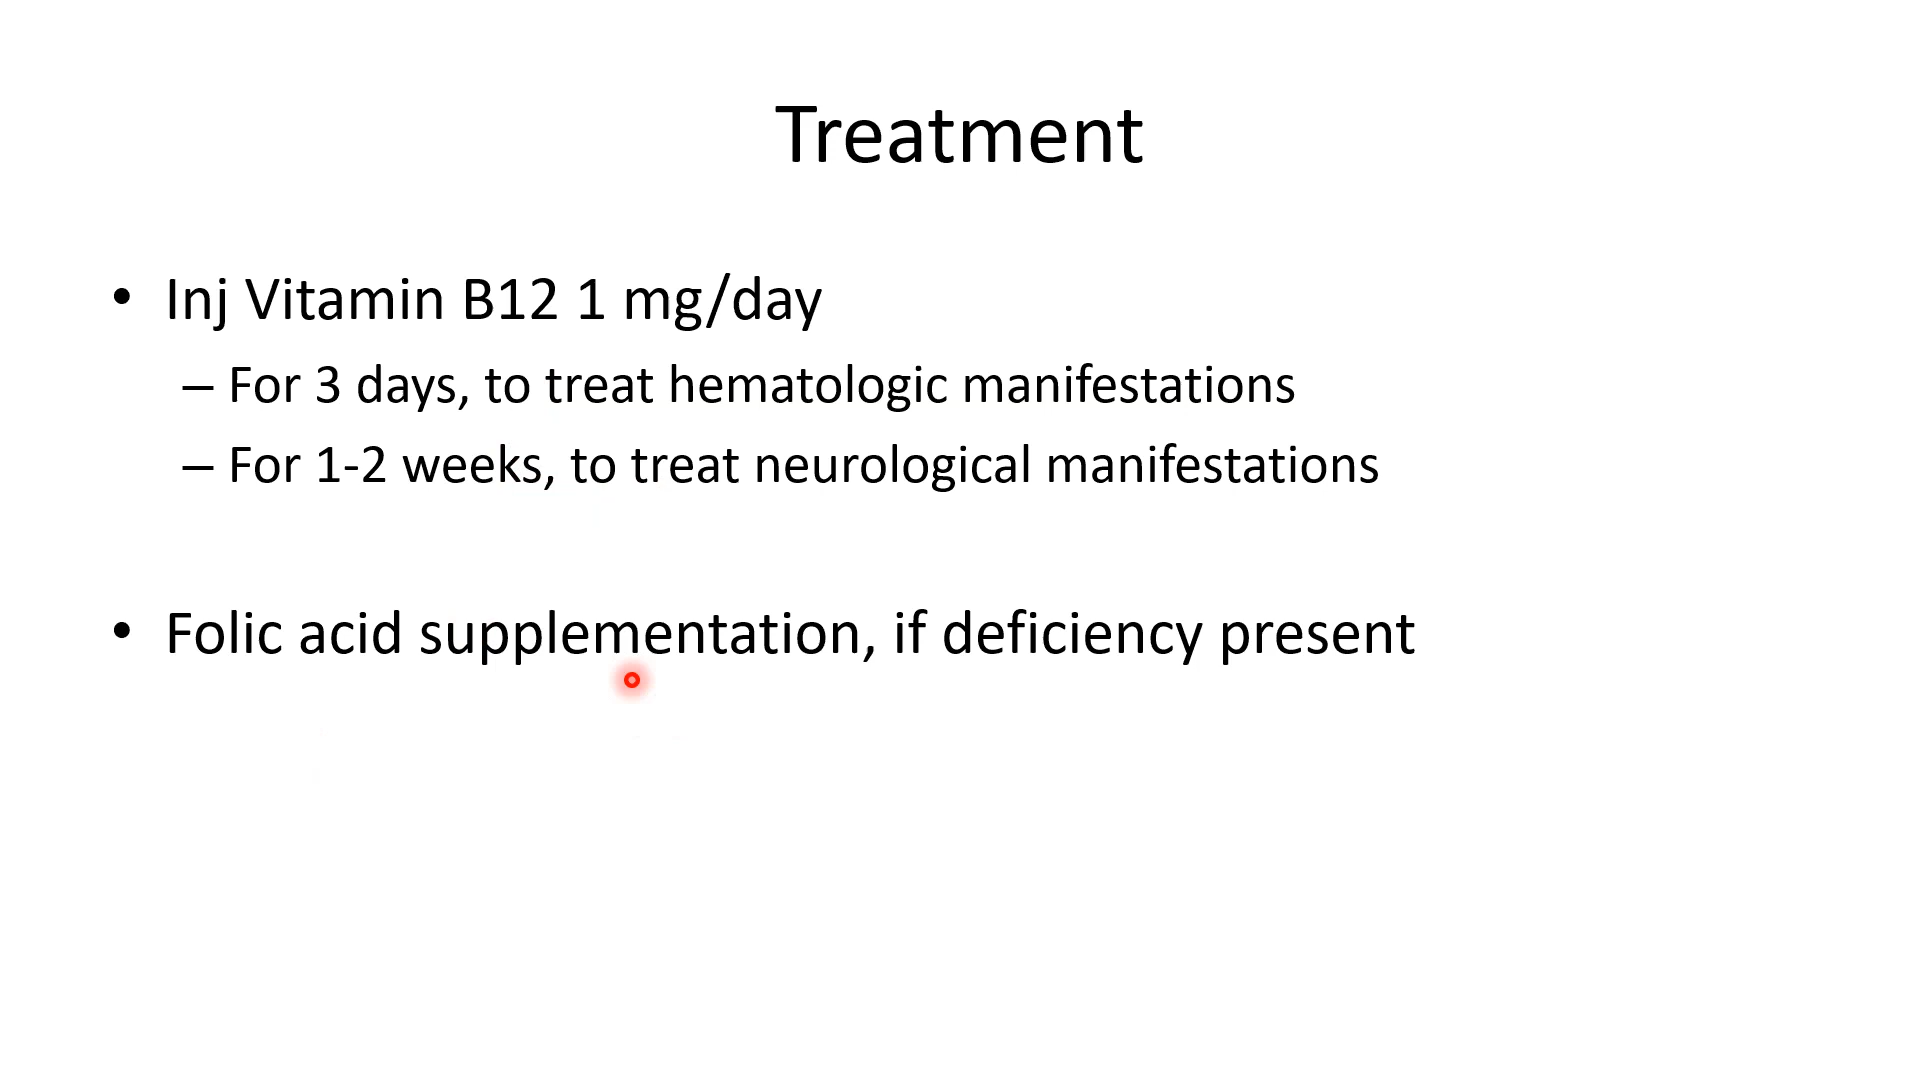 Treatment
• Inj Vitamin B12 1 mg/day
– For 3 days, to treat hematologic manifestations
– For 1-2 weeks, to treat neurological manifestations
• Folic acid supplementation, if deficiency present